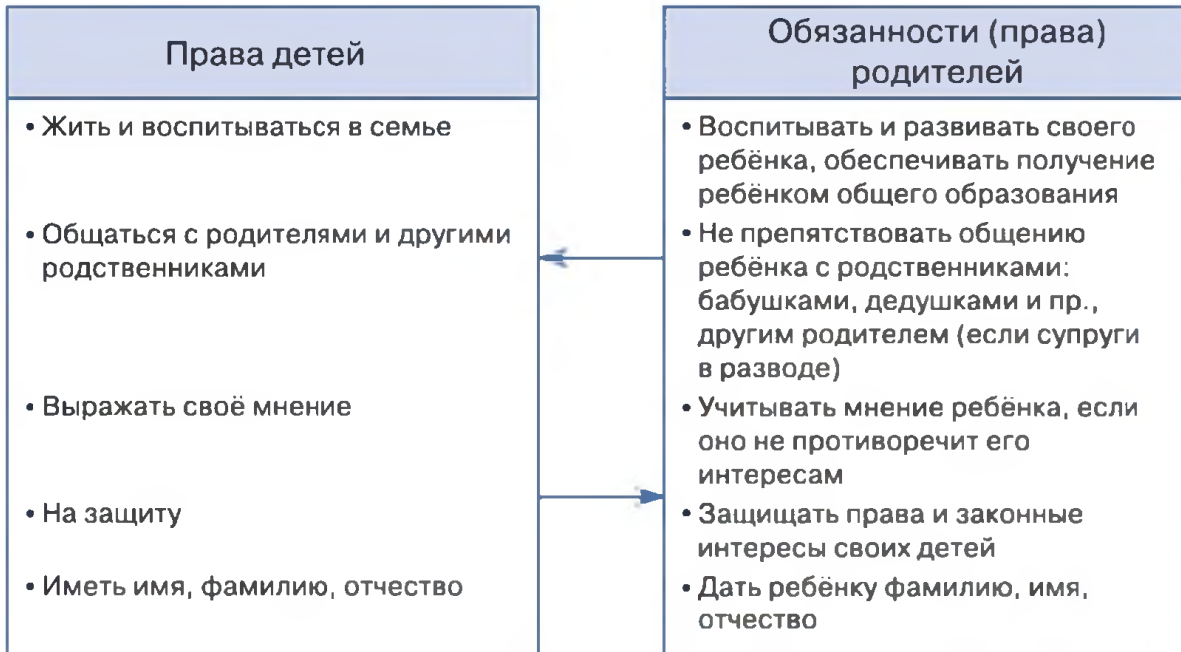 Права детей
• Жить и воспитываться в семье
• Общаться с родителями и другими
родственниками
• Выражать своё мнение
• На защиту
• Иметь имя, фамилию, отчество
Обязанности (права)
родителей
• Воспитывать и развивать своего
ребёнка, обеспечивать получение
ребёнком общего образования
• Не препятствовать общению
ребёнка с родственниками:
бабушками, дедушками и пр.,
другим родителем (если супруги
в разводе)
• Учитывать мнение ребёнка, если
оно не противоречит его
интересам
• Защищать права и законные
интересы своих детей
• Дать ребёнку фамилию, имя,
отчество